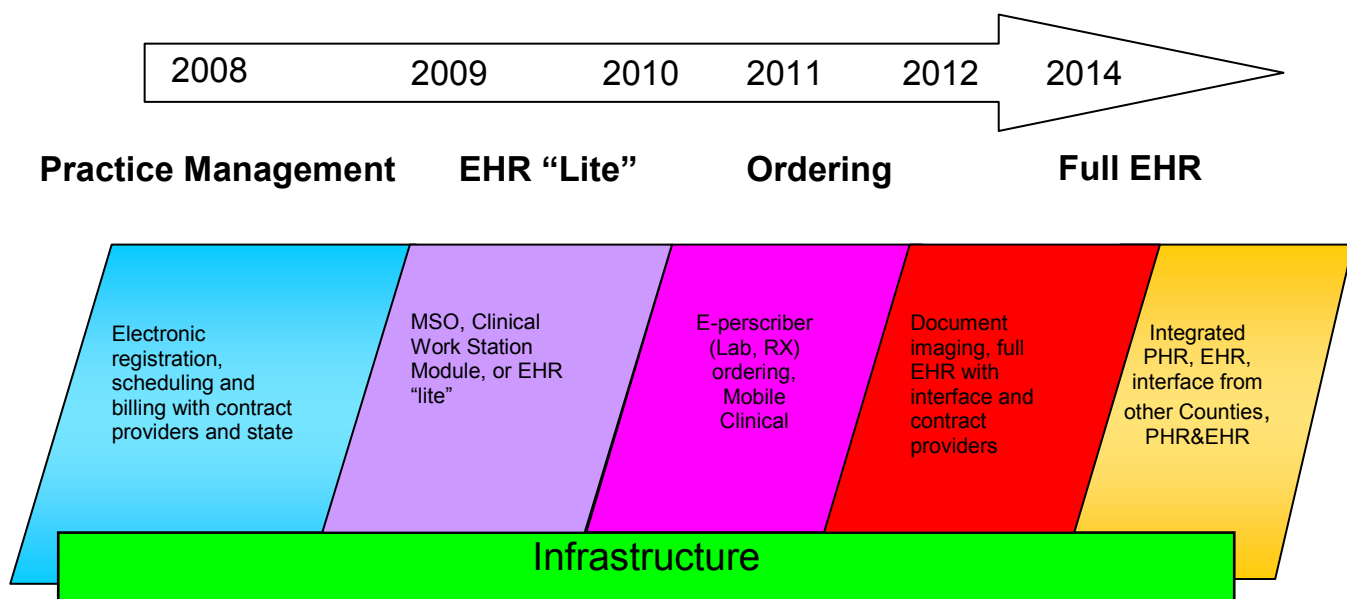 2008 2009 2010 2011 2012 2014
Practice Management EHR “Lite” Ordering Full EHR
Electronic
registration,
scheduling and
billing with contract
providers and state
MSO, Clinical
Work Station
Module, or EHR
“lite”
E-perscriber
(Lab, RX)
ordering,
Mobile
Clinical
Document
imaging, full
EHR with
interface and
contract
providers
Integrated
PHR, EHR,
interface from
other Counties,
PHR&EHR
Infrastructure